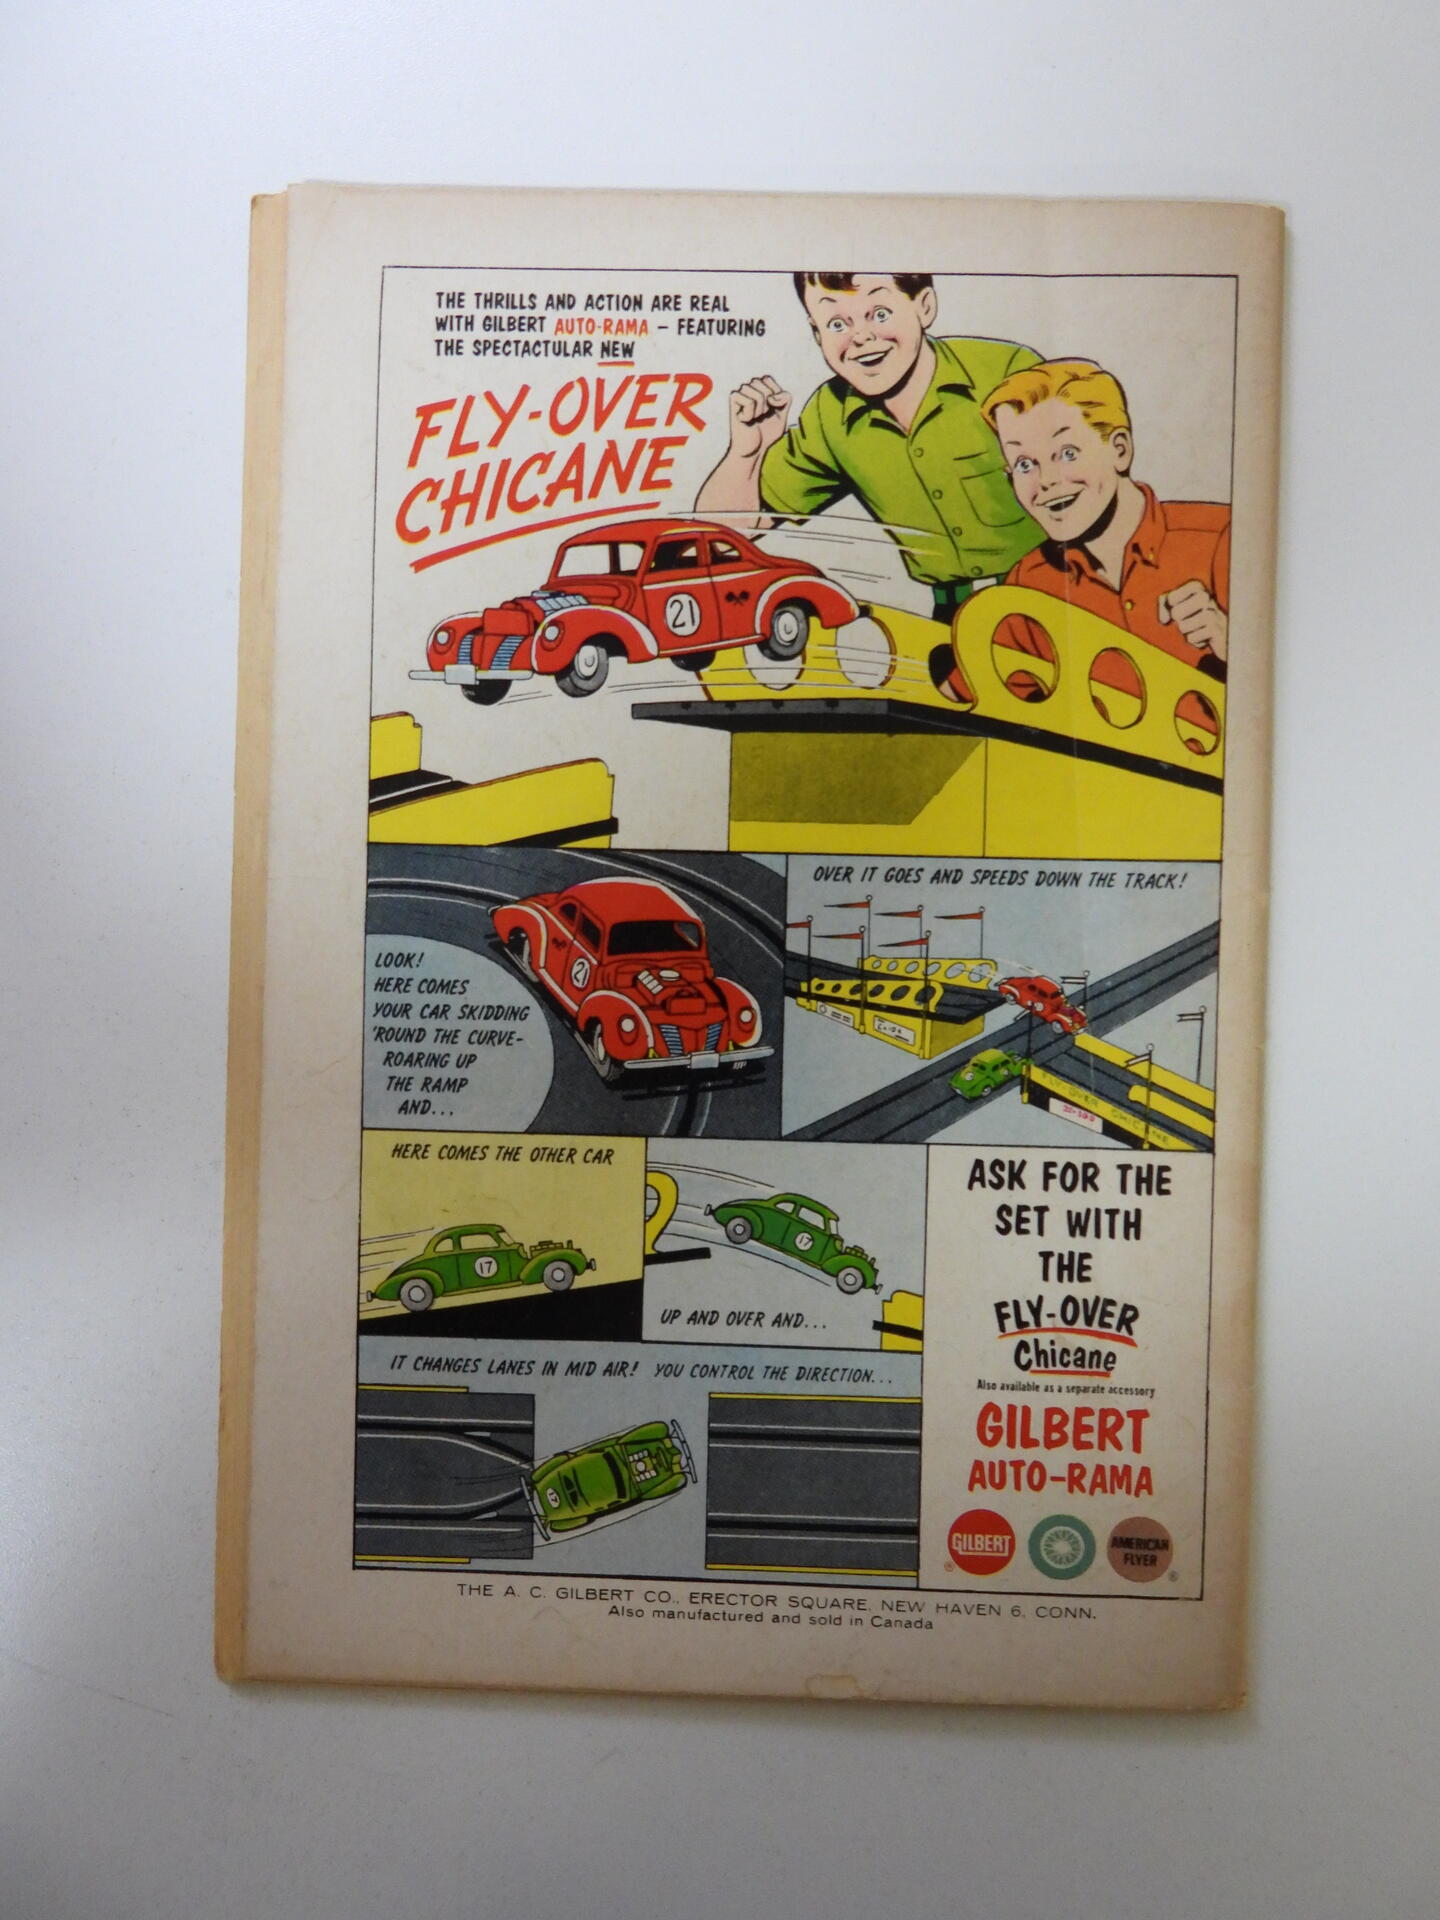 THE THRILLS AND ACTION ARE REAL
WITH GILBERT AUTO-RAMA – FEATURING
THE SPECTACTULAR NEW
FLY-OVER
CHICANE
21
LOOK!
HERE COMES
YOUR CAR SKIDDING
'ROUND THE CURVE-
ROARING UP
THE RAMP
AND...
21
OVER IT GOES AND SPEEDS DOWN THE TRACK!
FLY-OVER CHICANE
HERE COMES THE OTHER CAR
17
17
UP AND OVER AND...
IT CHANGES LANES IN MID AIR! YOU CONTROL THE DIRECTION...
17
ASK FOR THE
SET WITH
THE
FLY-OVER
Chicane
Also available as a separate accessory
GILBERT
AUTO-RAMA
GILBERT
®
AMERICAN
FLYER
®
THE A. C. GILBERT CO., ERECTOR SQUARE, NEW HAVEN 6, CONN.
Also manufactured and sold in Canada